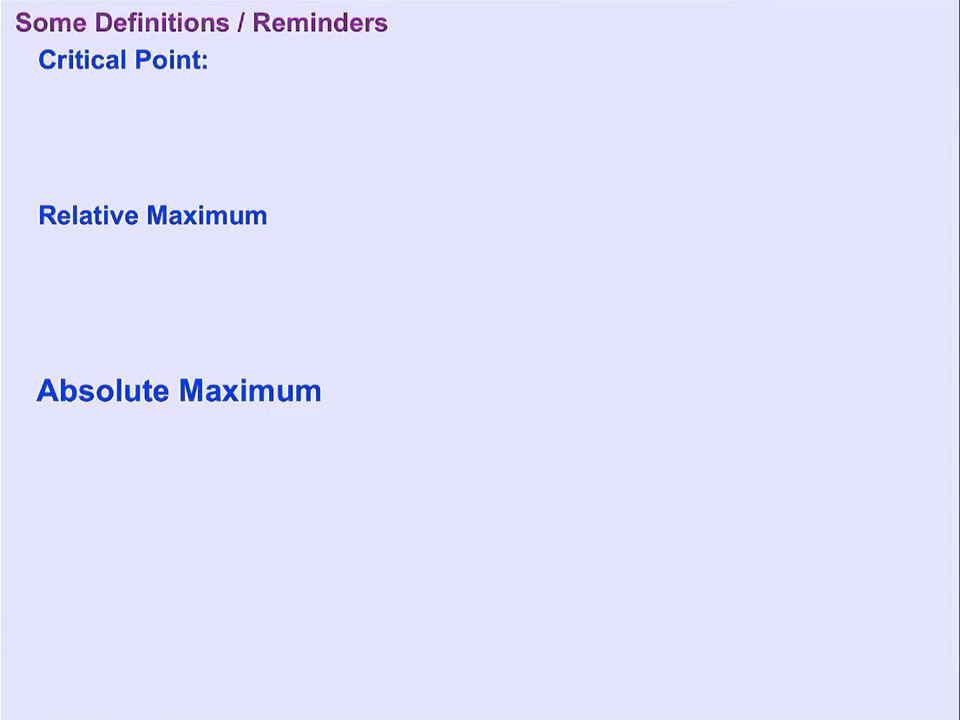 Some Definitions / Reminders
Critical Point:
Relative Maximum
Absolute Maximum